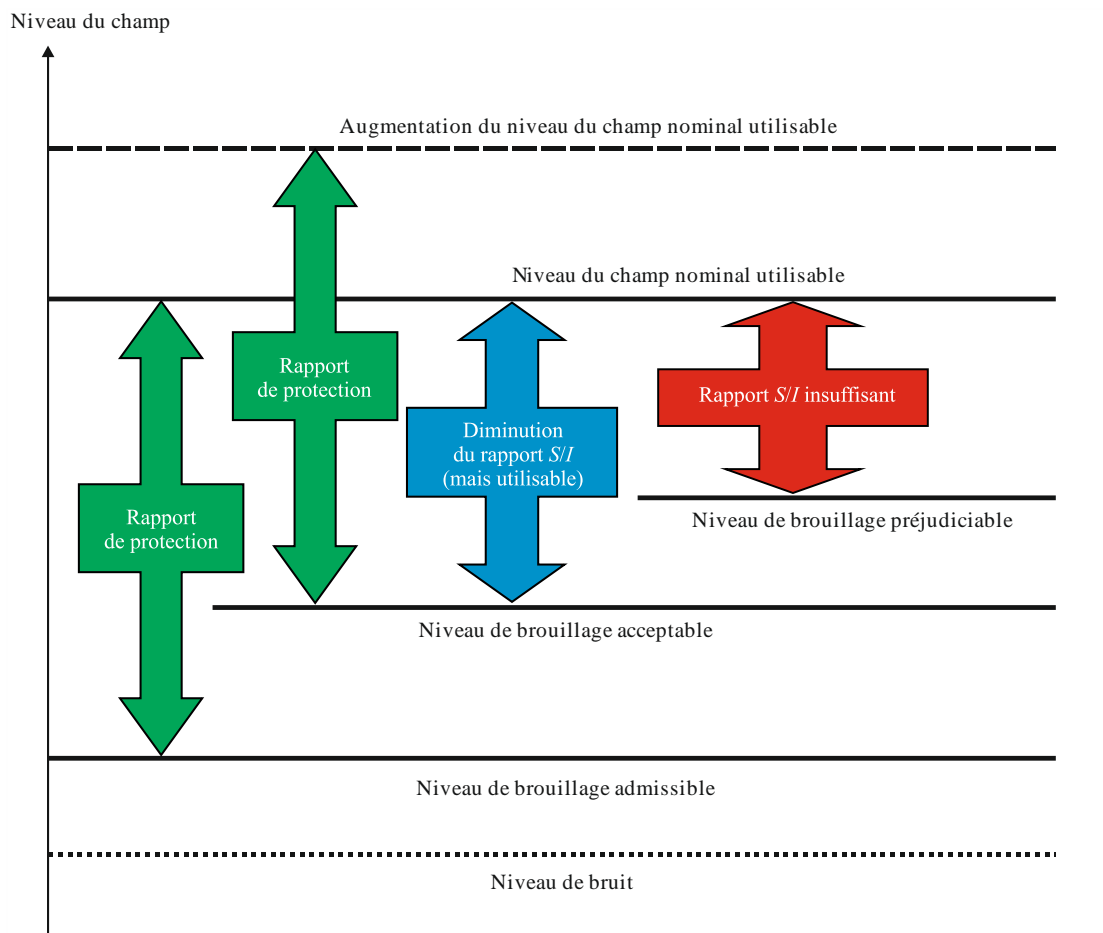 Niveau du champ
Augmentation du niveau du champ nominal utilisable
Niveau du champ nominal utilisable
Rapport
de protection
Rapport S/I insuffisant
Diminution
du rapport S/I
(mais utilisable)
Niveau de brouillage préjudiciable
Rapport
de protection
Niveau de brouillage acceptable
Niveau de brouillage admissible
Niveau de bruit